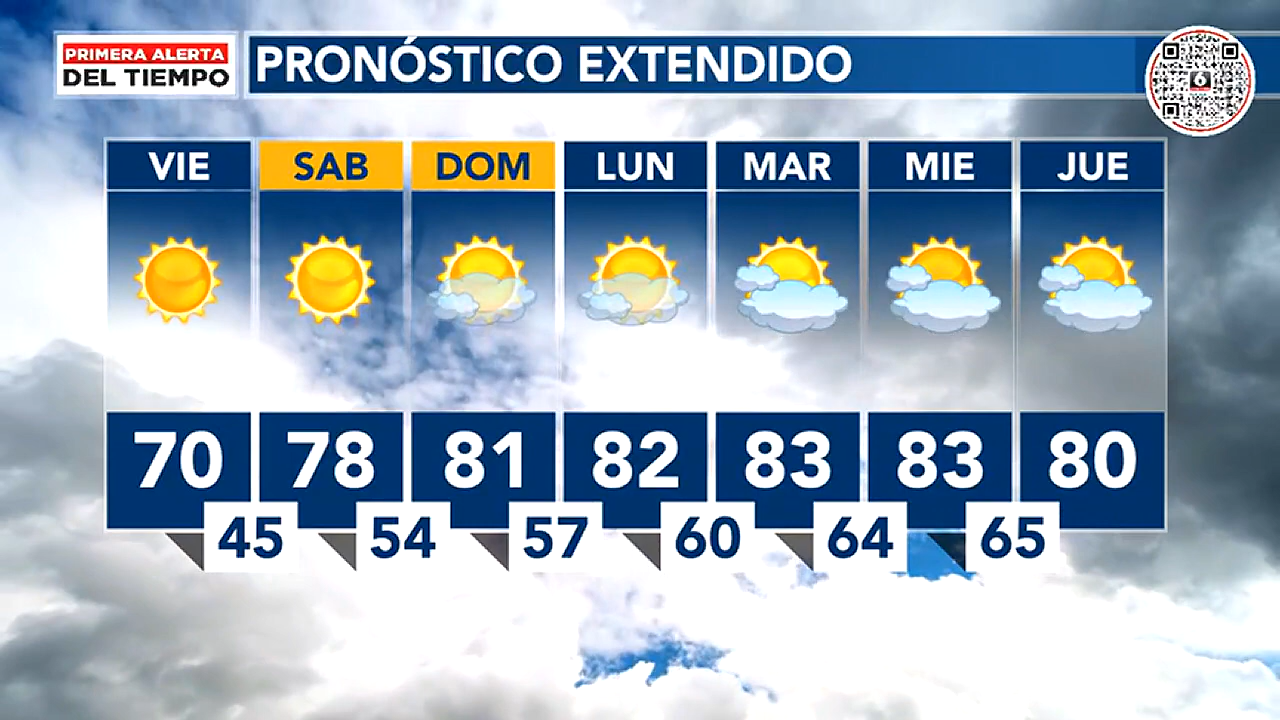 PRIMERA ALERTA
DEL TIEMPO
PRONÓSTICO EXTENDIDO
6
VIE SAB DOM LUN MAR MIE JUE
70 78 81 82 83 83 80
45 54 57 60 64 65